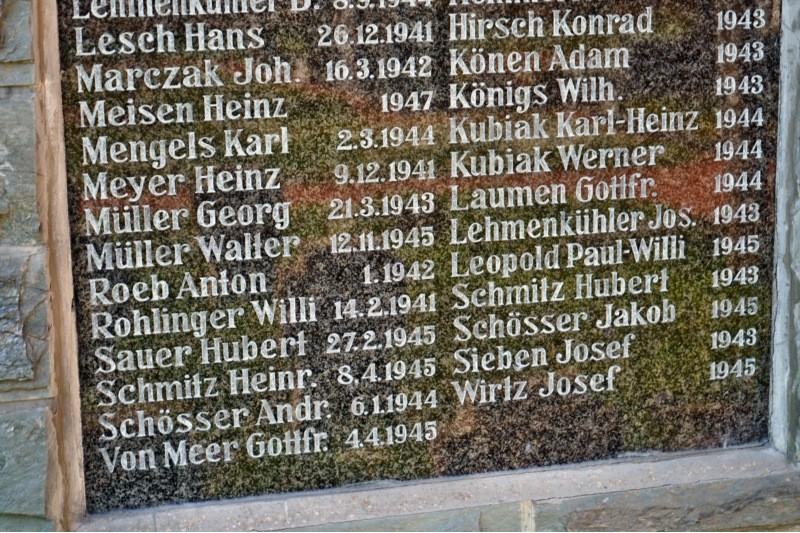 Lehmenkühler 8.9.1944
Lesch Hans 26.12.1941
Marczak Joh. 16.3.1942
Meisen Heinz 1947
Mengels Karl 2.3.1944
Meyer Heinz 9.12.1941
Müller Georg 21.3.1943
Müller Walter 12.11.1945
Roeb Anton 1.1942
Rohlinger Willi 14.2.1941
Sauer Hubert 27.2.1945
Schmitz Heinr. 8.4.1945
Schösser Andr. 6.1.1944
Von Meer Gottfr. 4.4.1945
Hirsch Konrad 1943
Könen Adam 1943
Königs Wilh. 1943
Kubiak Karl-Heinz 1944
Kubiak Werner 1944
Laumen Gottfr. 1944
Lehmenkühler Jos. 1943
Leopold Paul-Willi 1945
Schmitz Hubert 1943
Schösser Jakob 1945
Sieben Josef 1943
Wirtz Josef 1945